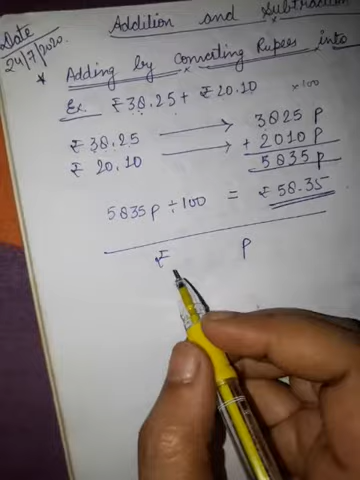 Date
24/7/2020.
Addition and Subtraction
* Adding by Converting Rupees into
Ex. ₹38.25 + ₹20.10 ×100
₹38.25 ⟶ 3825 P
₹ 20.10 ⟶ + 2010 P
5835 P
5835 P ÷ 100 = ₹ 58.35
₹ P